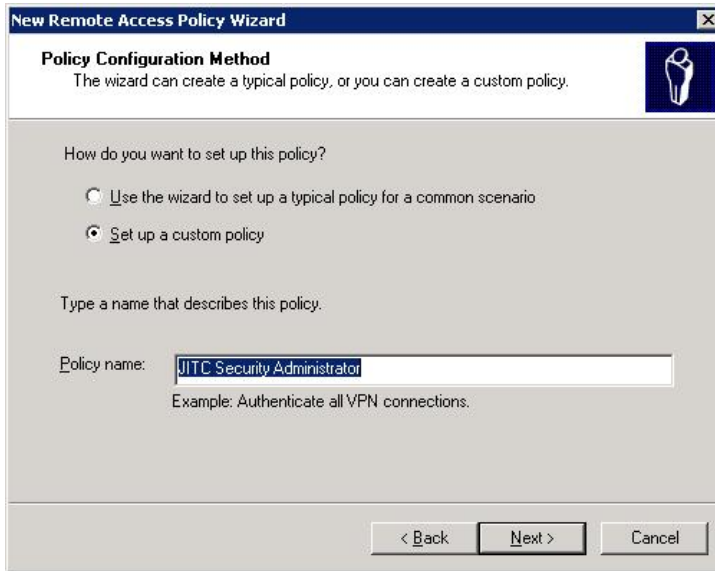 New Remote Access Policy Wizard
Policy Configuration Method
The wizard can create a typical policy, or you can create a custom policy.
How do you want to set up this policy?
Use the wizard to set up a typical policy for a common scenario
Set up a custom policy
Type a name that describes this policy.
Policy name: JITC Security Administrator
Example: Authenticate all VPN connections.
< Back Next > Cancel